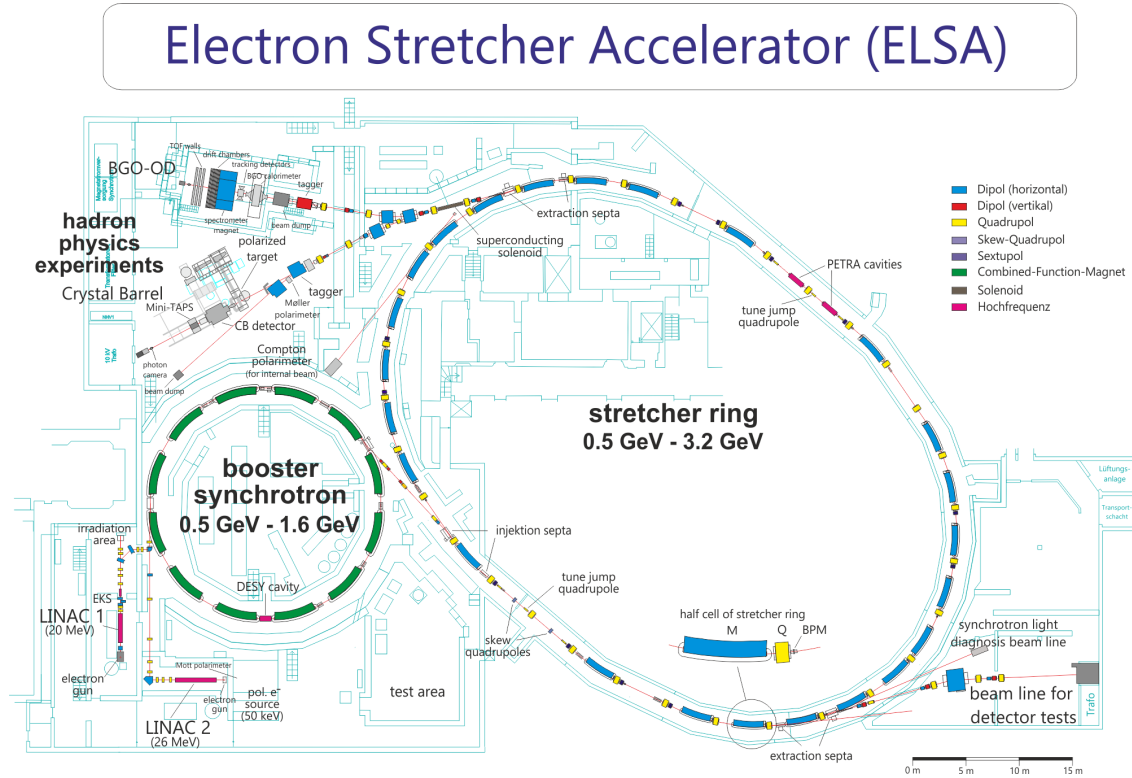 Electron Stretcher Accelerator (ELSA)
TOF walls
drift chambers
tracking detectors
BGO-OD
BGO calorimeter
tagger
spectrometer
magnet
beam dump
extraction septa
hadron
physics
experiments
polarized
target
superconducting
solenoid
Crystal Barrel
tagger
Møller
polarimeter
Mini-TAPS
CB detector
PETRA cavities
tune jump
quadrupole
NHV1
10 kV
Trafo
photon
camera
beam dump
Compton
polarimeter
(for internal beam)
Dipol (horizontal)
Dipol (vertikal)
Quadrupol
Skew-Quadrupol
Sextupol
Combined-Function-Magnet
Solenoid
Hochfrequenz
stretcher ring
0.5 GeV - 3.2 GeV
booster
synchrotron
0.5 GeV - 1.6 GeV
Lüftungs-
anlage
Transport-
schacht
irradiation
area
injektion septa
EKS
DESY cavity
tune jump
quadrupole
LINAC 1
(20 MeV)
half cell of stretcher ring
M
Q
BPM
synchrotron light
diagnosis beam line
skew
quadrupoles
electron
gun
Mott polarimeter
electron
gun
pol. e⁻
source
(50 keV)
test area
LINAC 2
(26 MeV)
beam line for
detector tests
Trafo
extraction septa
0 m
5 m
10 m
15 m